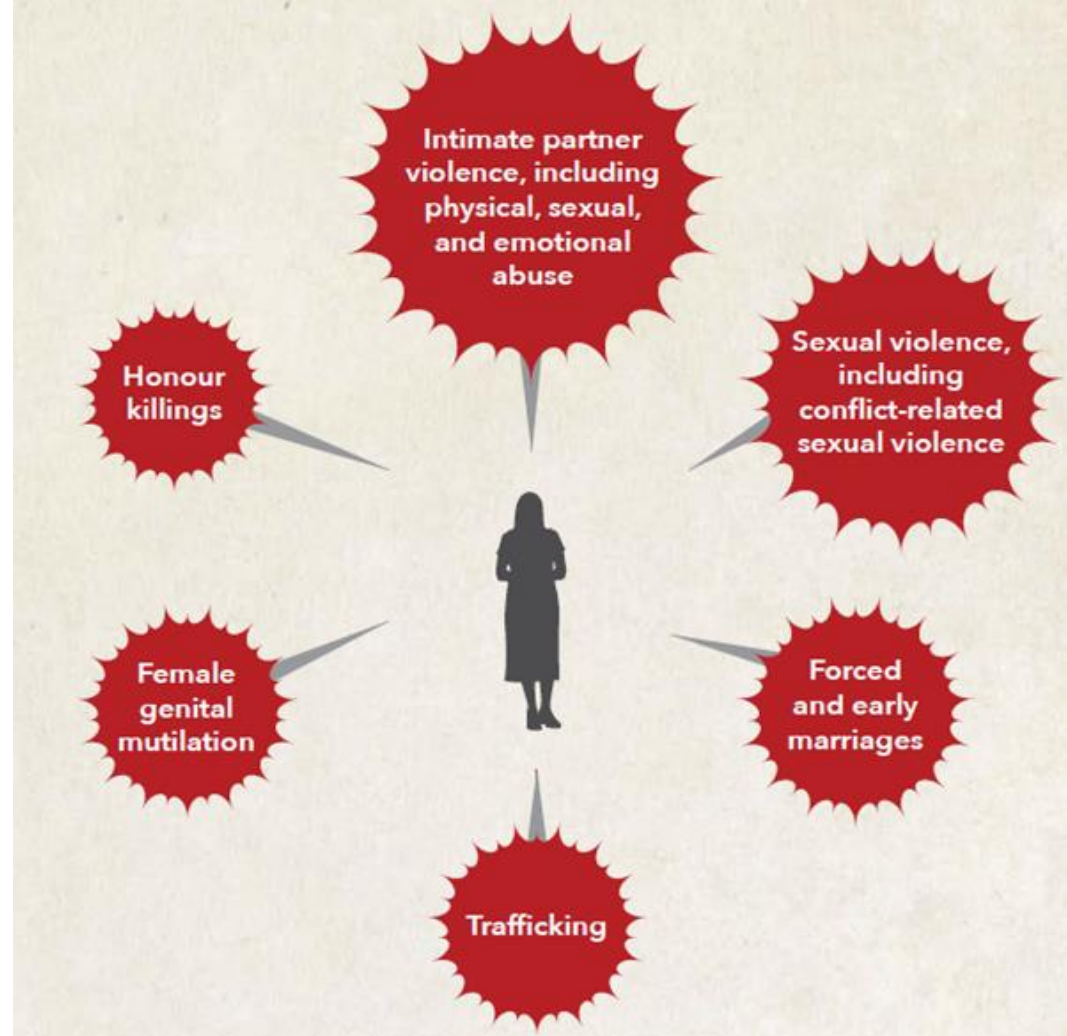 Intimate partner
violence, including
physical, sexual,
and emotional
abuse
Sexual violence,
including
conflict-related
sexual violence
Honour
killings
Female
genital
mutilation
Forced
and early
marriages
Trafficking